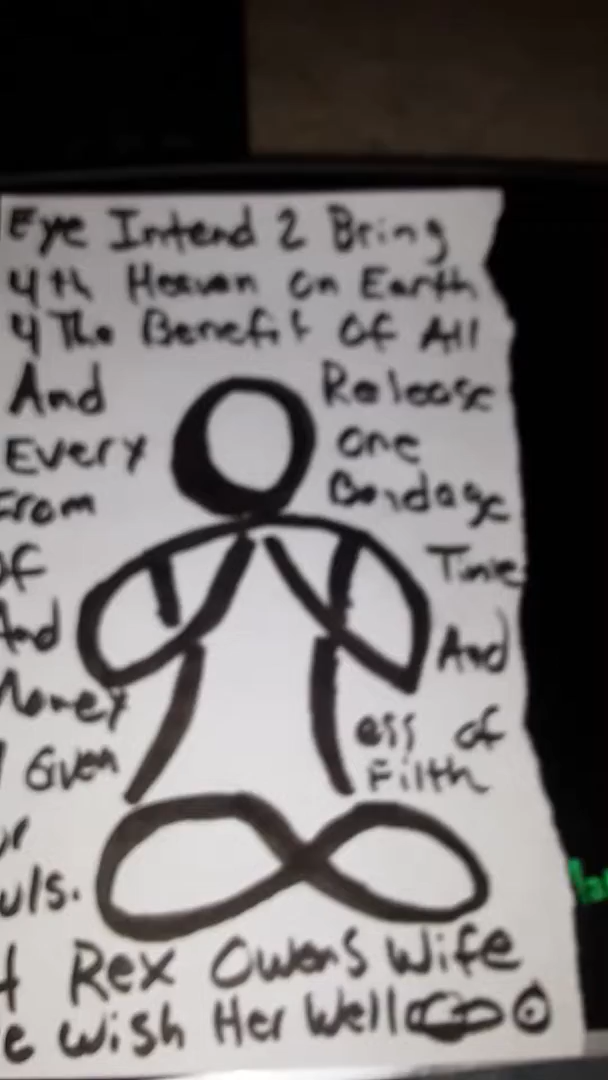 Eye Intend 2 Bring
4th Heaven on Earth
4 The Benefit Of All
And Release
Every one
From Bondage
of Time
And And
Money ess of
Given Filth
uls.
Rex Owens Wife
e wish Her Well